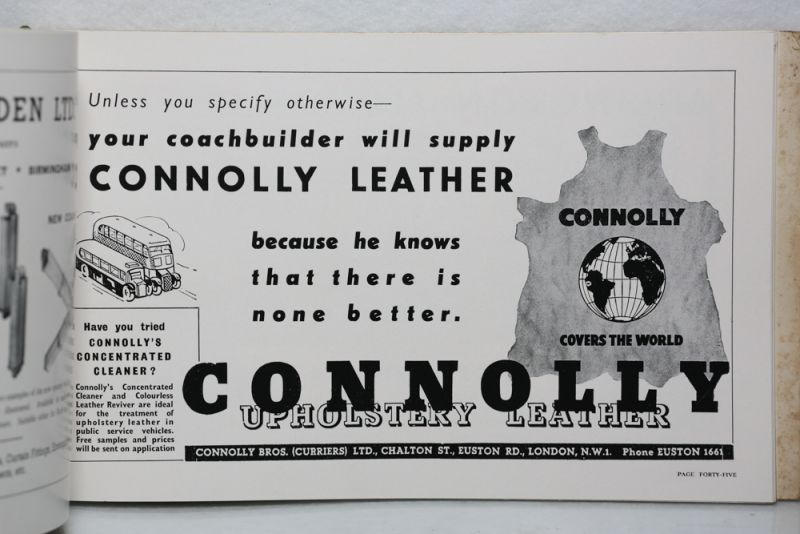 DEN LTD
BIRMINGHAM
Unless you specify otherwise—
your coachbuilder will supply
CONNOLLY LEATHER
because he knows
that there is
none better.
CONNOLLY
COVERS THE WORLD
Have you tried
CONNOLLY'S
CONCENTRATED
CLEANER?
Connolly's Concentrated
Cleaner and Colourless
Leather Reviver are ideal
for the treatment of
upholstery leather in
public service vehicles.
Free samples and prices
will be sent on application
CONNOLLY
UPHOLSTERY LEATHER
CONNOLLY BROS. (CURRIERS) LTD., CHALTON ST., EUSTON RD., LONDON, N.W.1. Phone EUSTON 1661
PAGE FORTY-FIVE